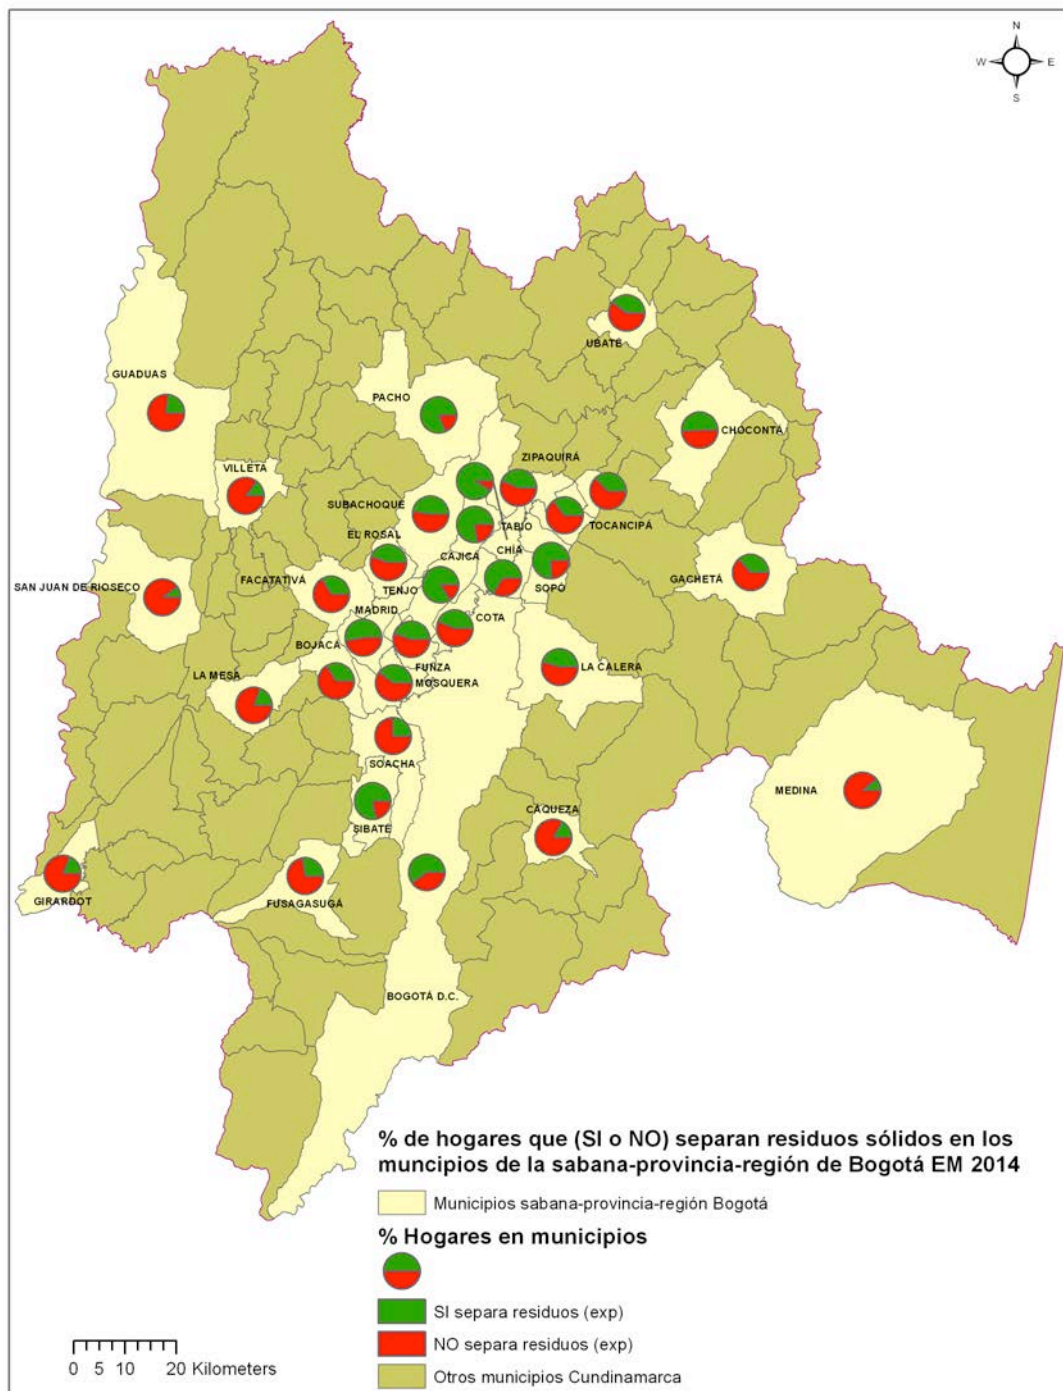 N
W E
S
UBATÉ
GUADUAS
PACHO
CHOCONTÁ
ZIPAQUIRÁ
VILLETA
SUBACHOQUE
TABIO
TOCANCIPÁ
EL ROSAL
CAJICA
CHÍA
SAN JUAN DE RIOSECO
FACATATIVÁ
TENJO
SOPÓ
GACHETÁ
MADRID
COTA
BOJACÁ
FUNZA
LA CALERA
LA MESA
MOSQUERA
SOACHA
MEDINA
CÁQUEZA
SIBATÉ
GIRARDOT
FUSAGASUGÁ
BOGOTÁ D.C.
% de hogares que (SI o NO) separan residuos sólidos en los
muncipios de la sabana-provincia-región de Bogotá EM 2014
Municipios sabana-provincia-región Bogotá
% Hogares en municipios
SI separa residuos (exp)
NO separa residuos (exp)
0 5 10 20 Kilometers
Otros municipios Cundinamarca